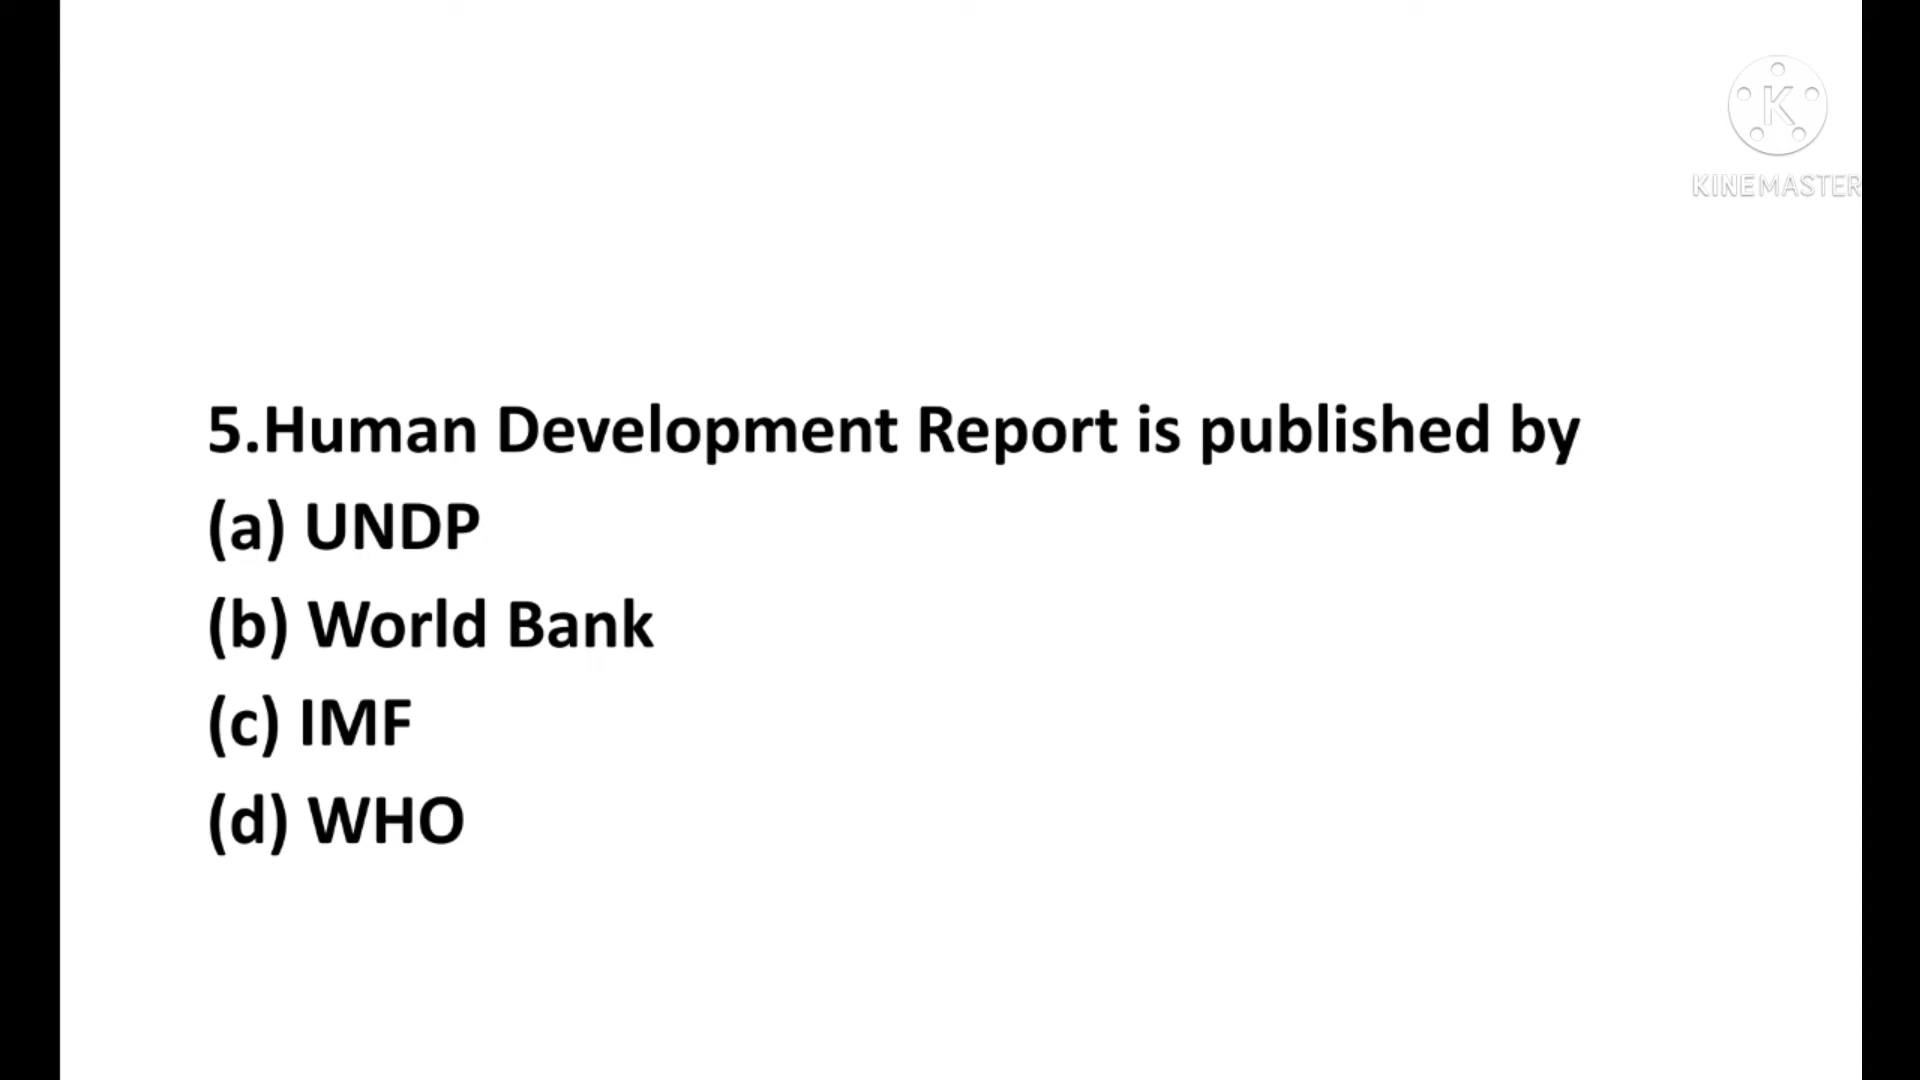 K
KINEMASTER
5.Human Development Report is published by
(a) UNDP
(b) World Bank
(c) IMF
(d) WHO